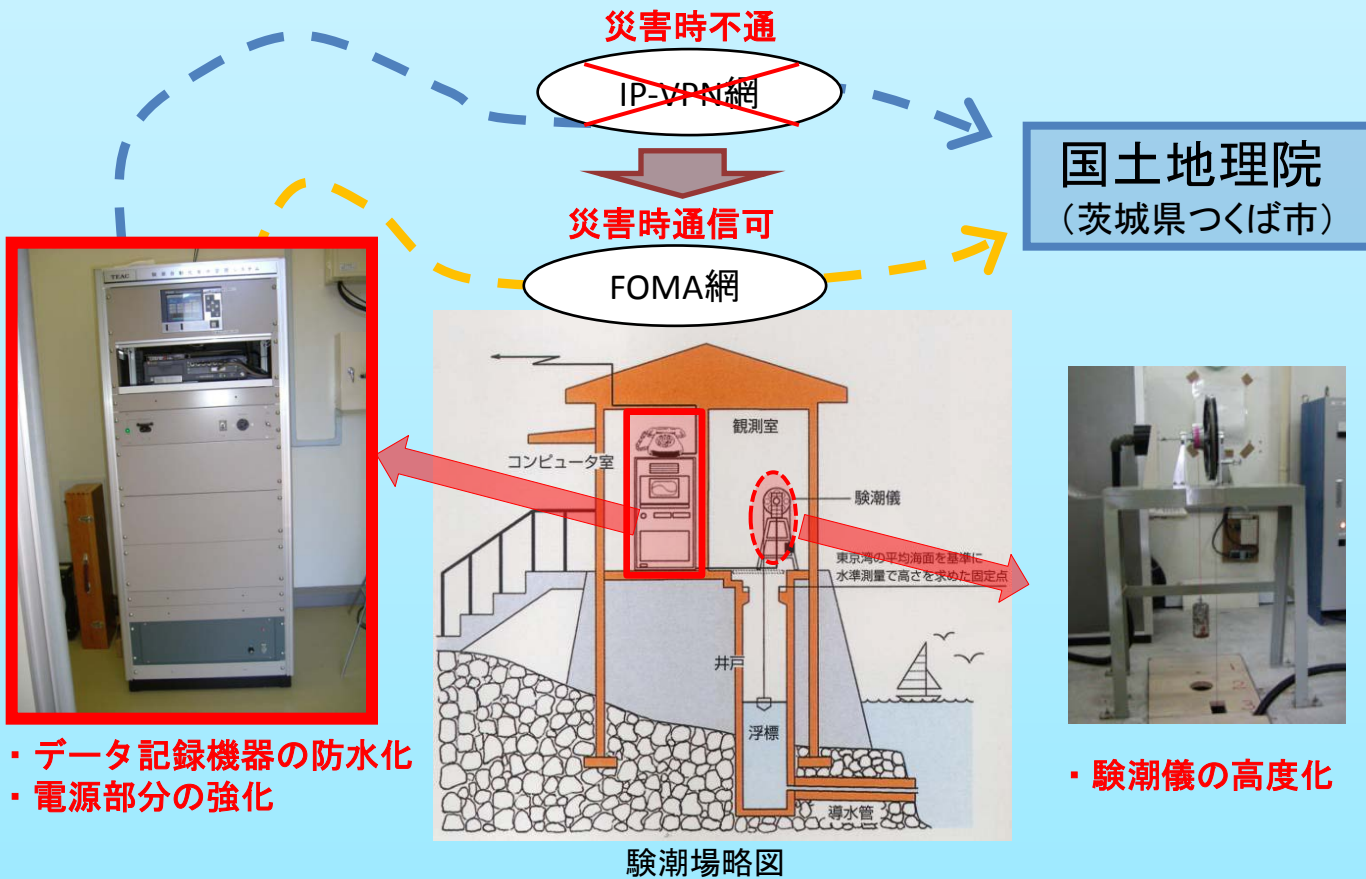 災害時不通
IP-VPN網
災害時通信可
FOMA網
国土地理院
（茨城県つくば市）
TEAC
観測室
コンピュータ室
験潮儀
東京湾の平均海面を基準に
水準測量で高さを求めた固定点
井戸
浮標
導水管
験潮場略図
・データ記録機器の防水化
・電源部分の強化
・験潮儀の高度化